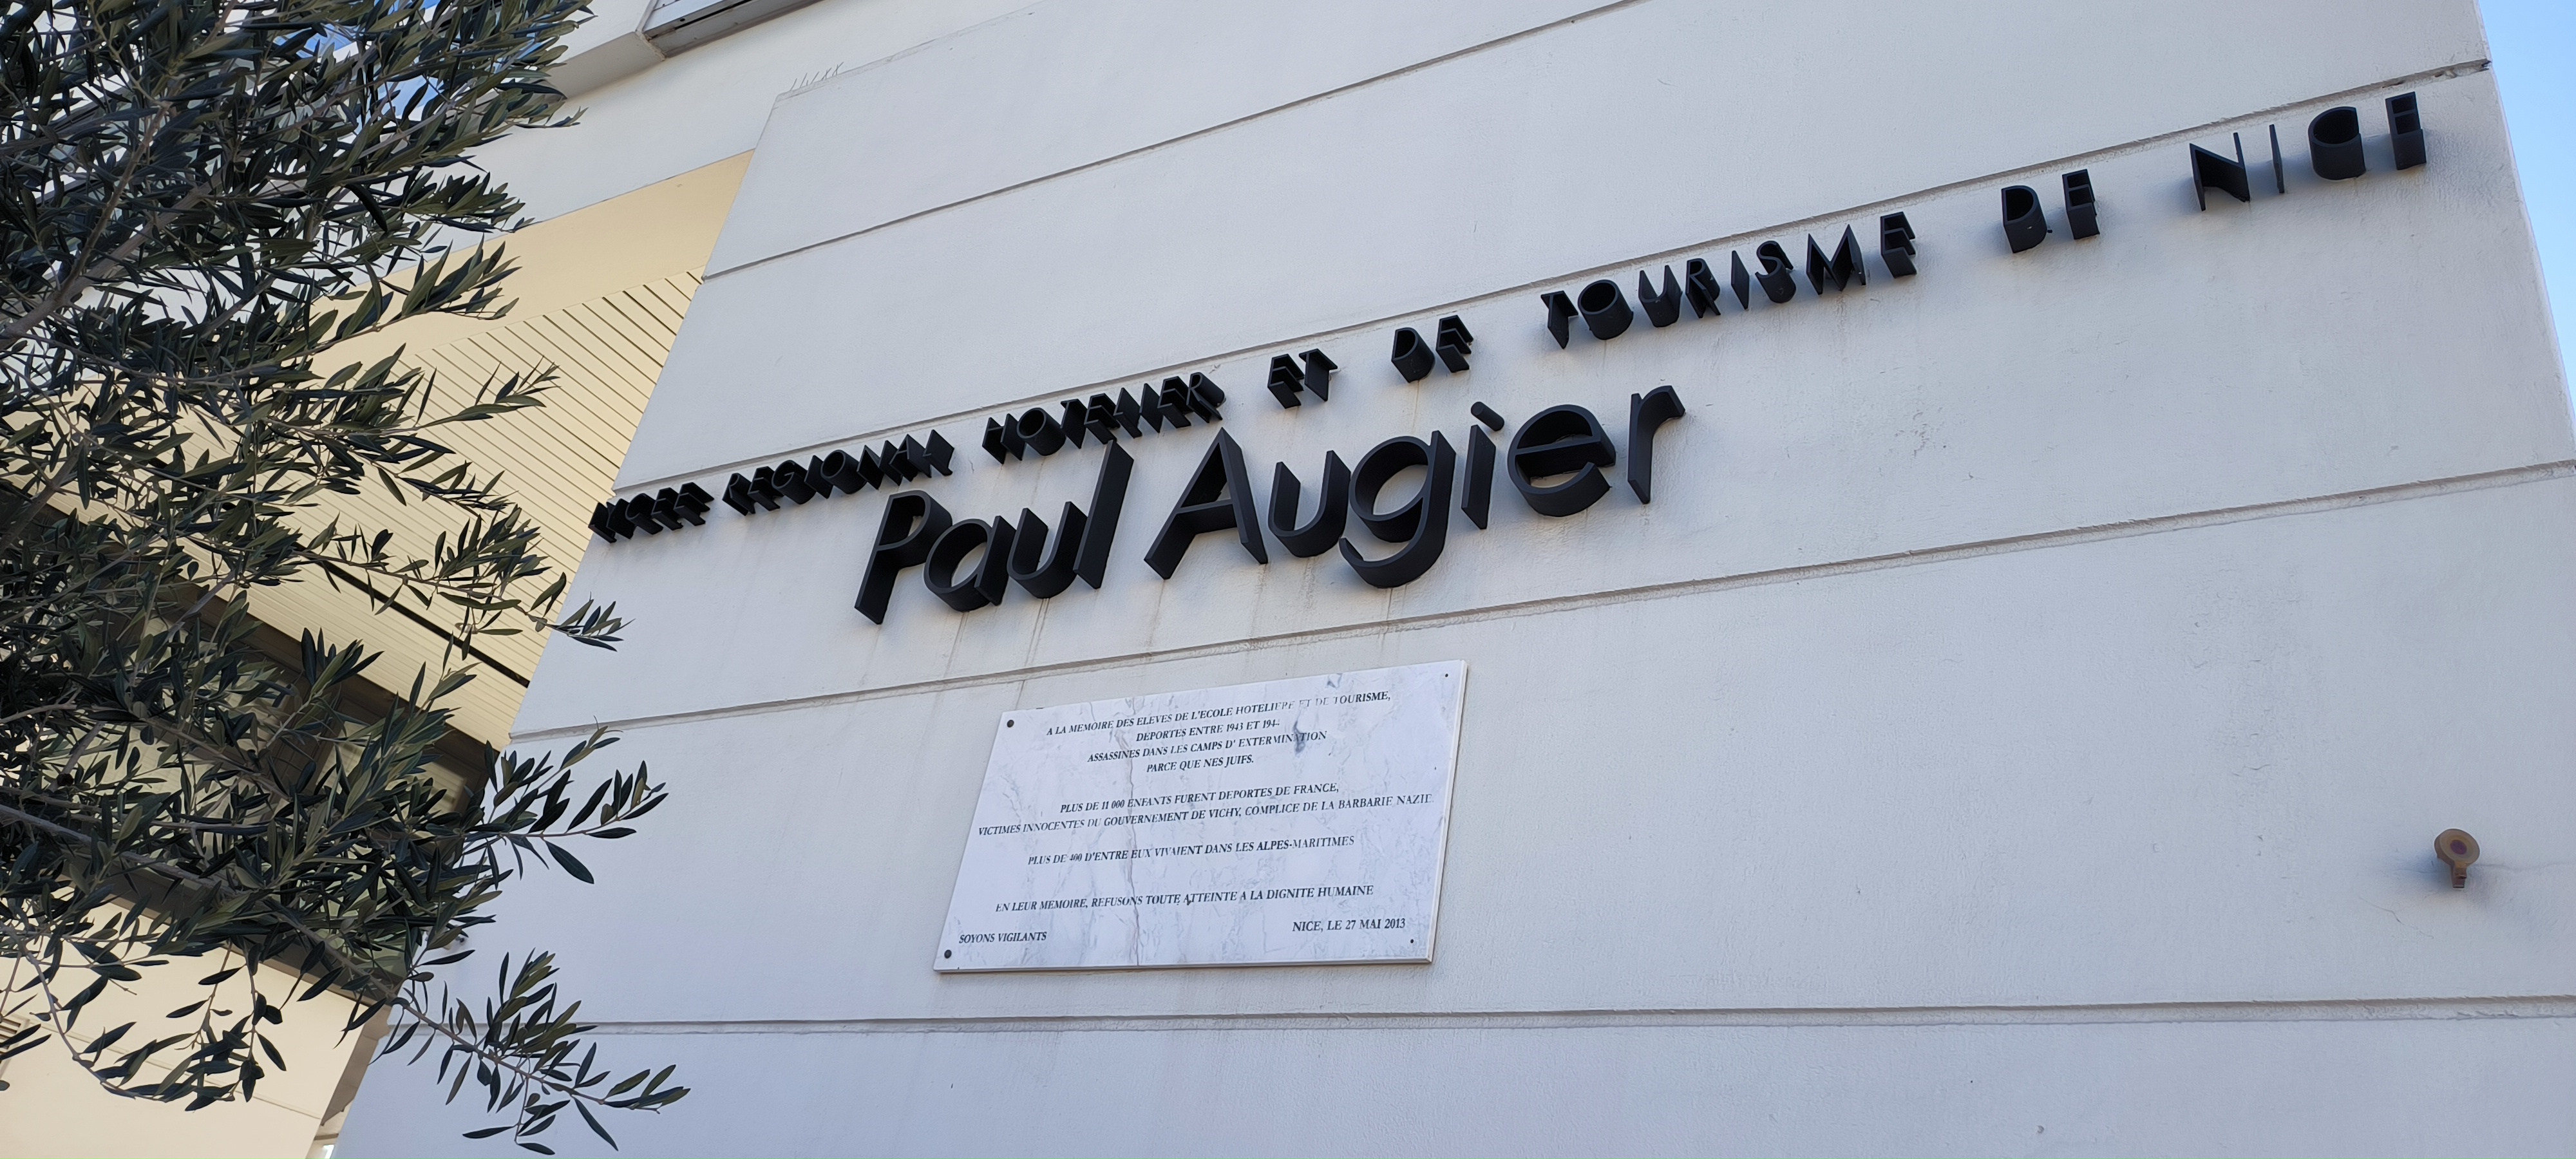 LYCEE REGIONAL HOTELIER ET DE TOURISME DE NICE
Paul Augier
A LA MEMOIRE DES ELEVES DE L'ECOLE HOTELIERE ET DE TOURISME,
DEPORTES ENTRE 1943 ET
ASSASSINES DANS LES CAMPS D' EXTERMINATION
PARCE QUE NES JUIFS.
PLUS DE 11 000 ENFANTS FURENT DEPORTES DE FRANCE,
VICTIMES INNOCENTES DU GOUVERNEMENT DE VICHY, COMPLICE DE LA BARBARIE NAZIE.
PLUS DE 400 D'ENTRE EUX VIVAIENT DANS LES ALPES-MARITIMES
EN LEUR MEMOIRE, REFUSONS TOUTE ATTEINTE A LA DIGNITE HUMAINE
NICE, LE 27 MAI 2013
SOYONS VIGILANTS